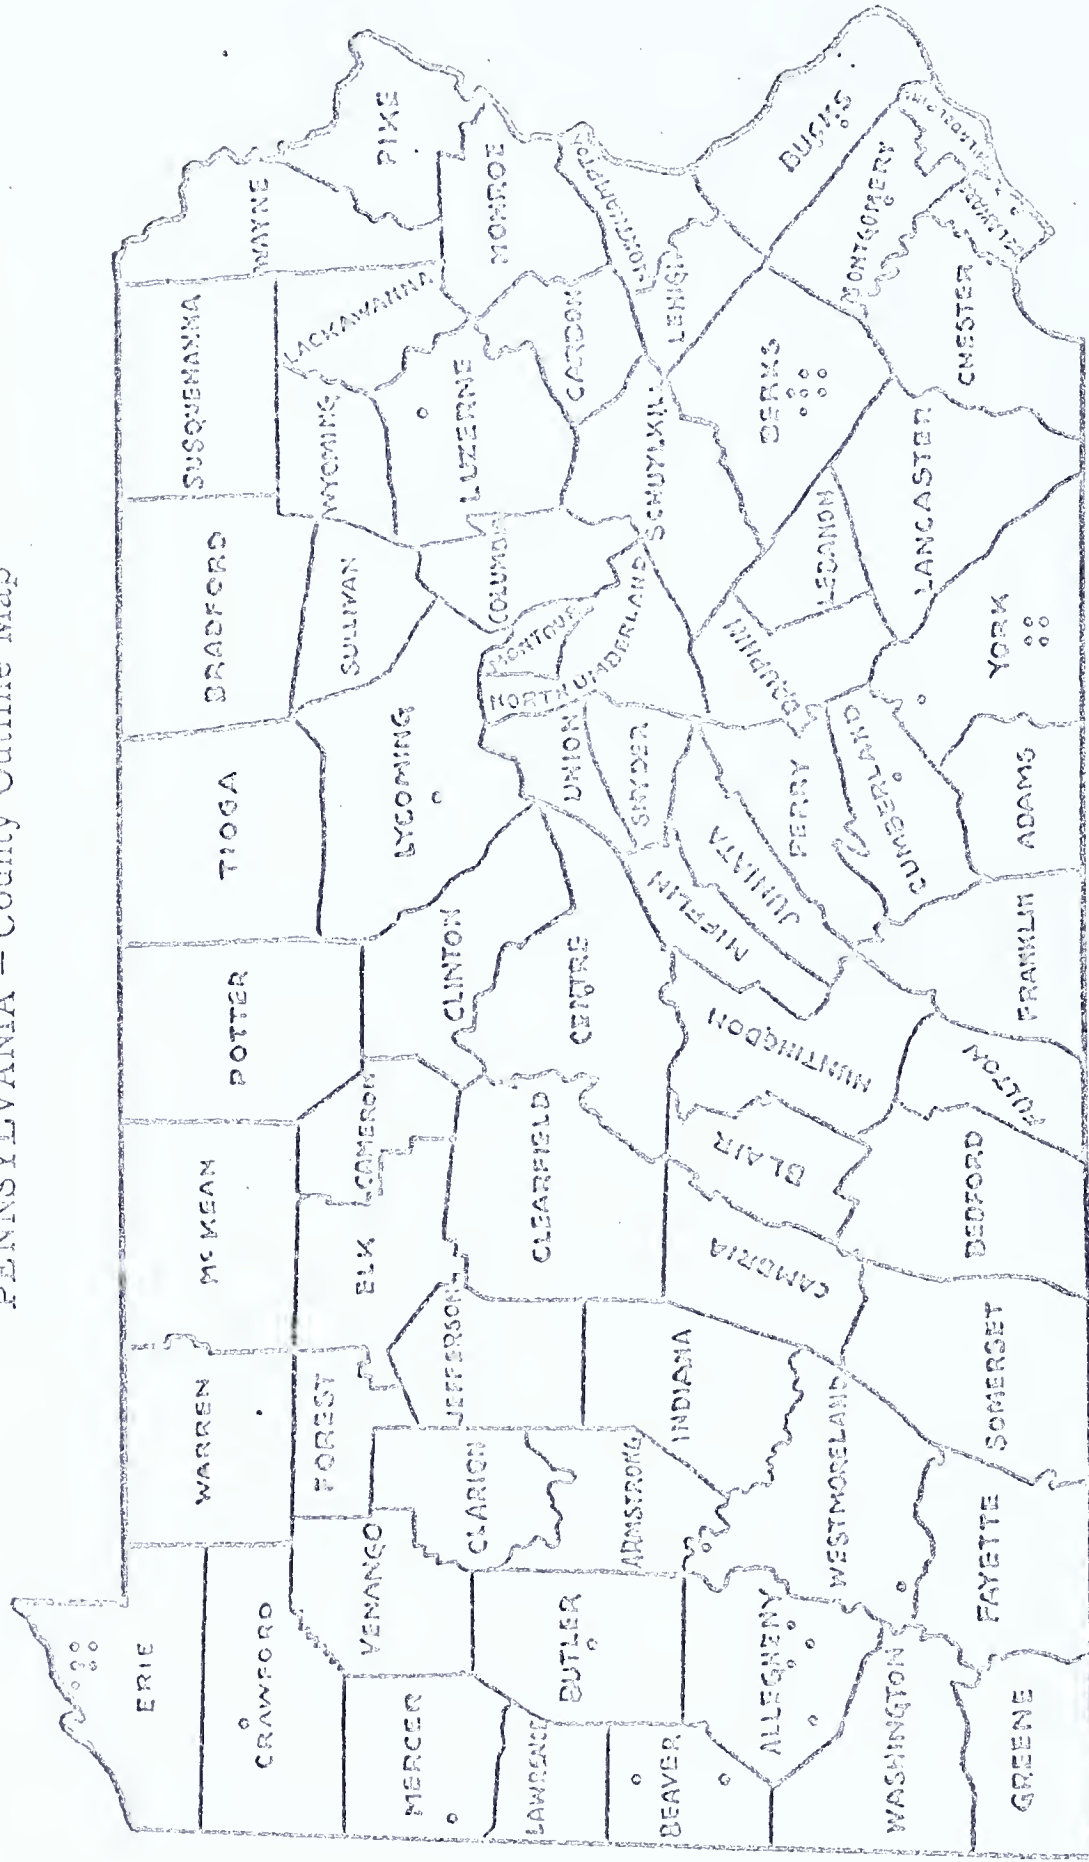 PENNSYLVANIA - County Outline Map
ERIE
CRAWFORD
WARREN
MCKEAN
POTTER
TIOGA
BRADFORD
SUSQUEHANNA
WAYNE
PIKE
MERCER
VENANGO
FOREST
ELK
CAMERON
CLINTON
LYCOMING
SULLIVAN
WYOMING
LACKAWANNA
LUZERNE
MONROE
LAWRENCE
BUTLER
CLARION
JEFFERSON
CLEARFIELD
CENTRE
UNION
MONTOUR
COLUMBIA
NORTHUMBERLAND
CARBON
NORTHAMPTON
BEAVER
ARMSTRONG
INDIANA
SNYDER
SCHUYLKILL
LEHIGH
ALLEGHENY
WESTMORELAND
CAMBRIA
BLAIR
HUNTINGDON
MIFFLIN
JUNIATA
PERRY
DAUPHIN
LEBANON
BERKS
BUCKS
MONTGOMERY
PHILADELPHIA
DELAWARE
WASHINGTON
CUMBERLAND
LANCASTER
CHESTER
GREENE
FAYETTE
SOMERSET
BEDFORD
FULTON
FRANKLIN
ADAMS
YORK